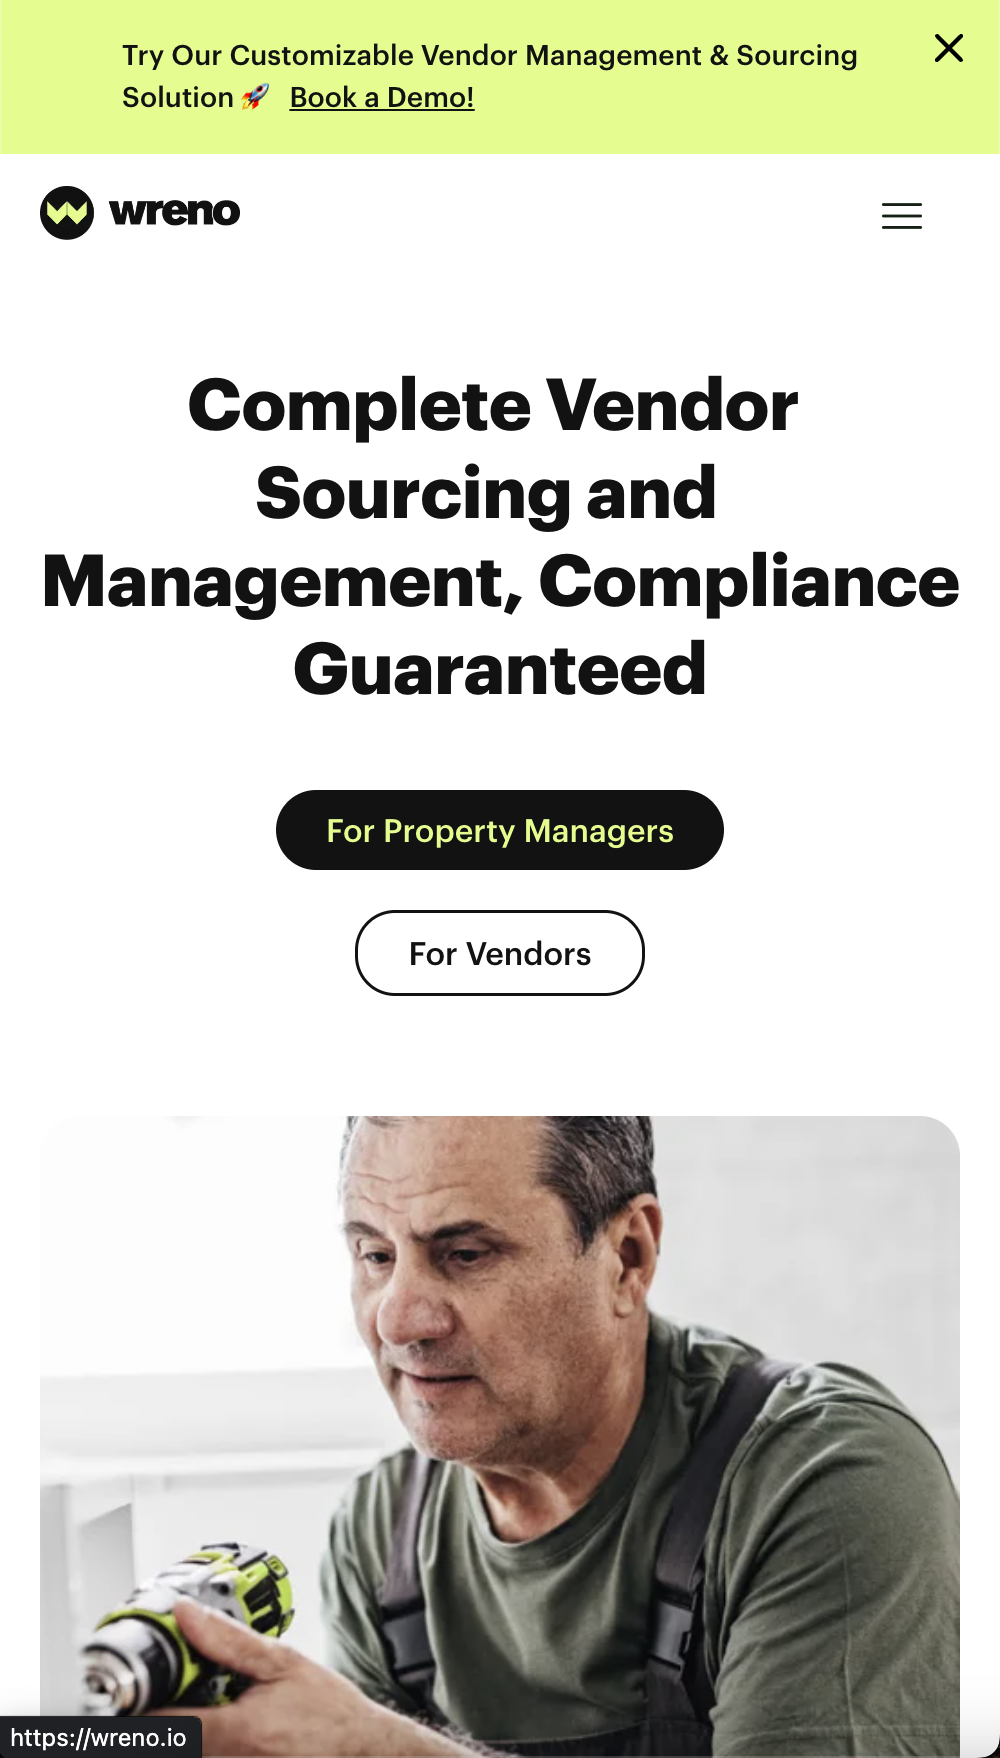 Try Our Customizable Vendor Management & Sourcing
Solution 🚀 Book a Demo!
wreno
Complete Vendor
Sourcing and
Management, Compliance
Guaranteed
For Property Managers
For Vendors
https://wreno.io